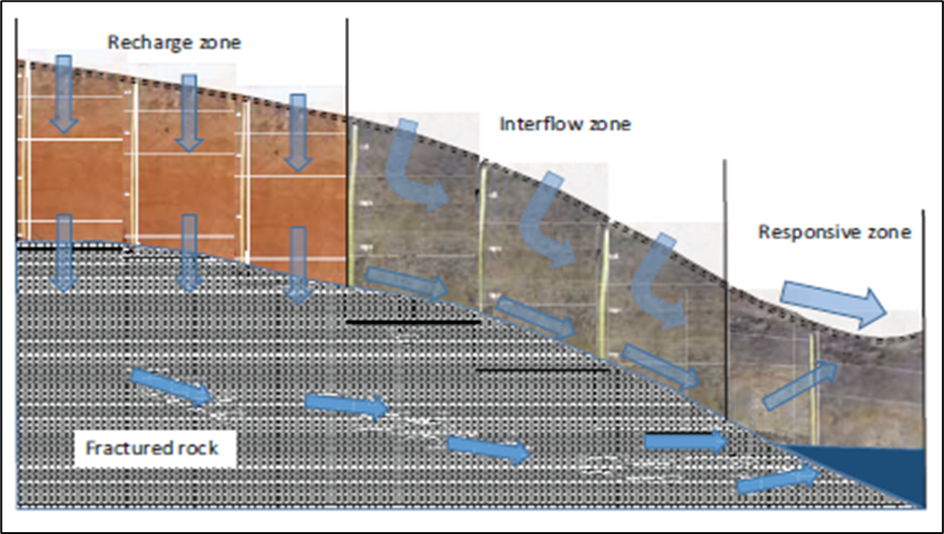 Recharge zone
Interflow zone
Responsive zone
Fractured rock